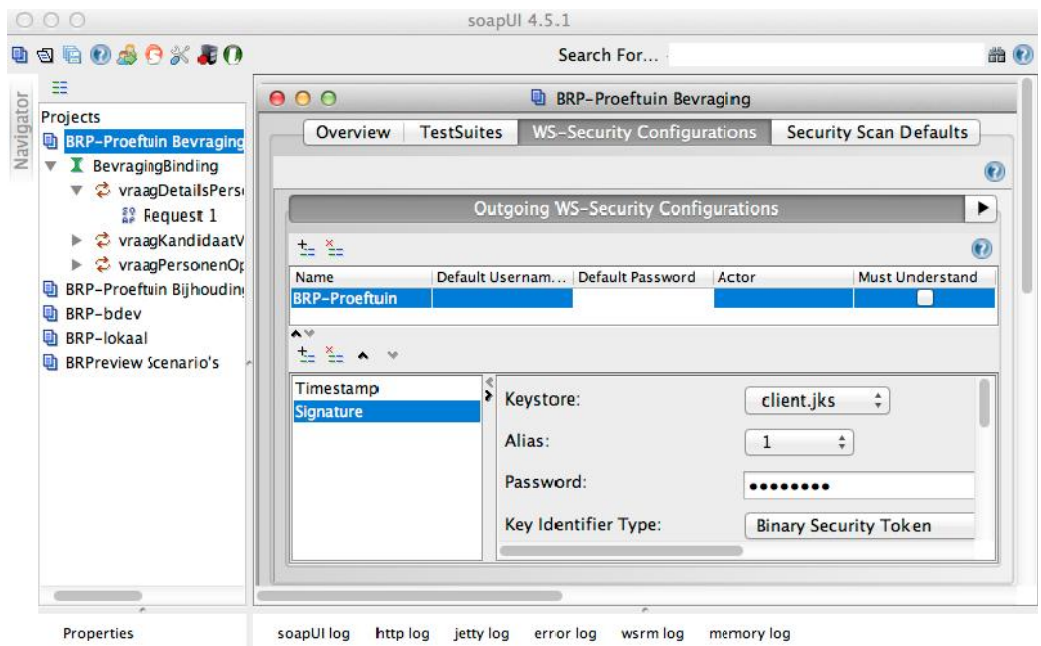 soapUI 4.5.1
Search For...
Navigator
Projects
BRP-Proeftuin Bevraging
BevragingBinding
vraagDetailsPers
Request 1
vraagKandidaatV
vraagPersonenOp
BRP-Proeftuin Bijhouding
BRP-bdev
BRP-lokaal
BRPreview Scenario's
BRP-Proeftuin Bevraging
Overview TestSuites WS-Security Configurations Security Scan Defaults
Outgoing WS-Security Configurations
Name Default Usernam... Default Password Actor Must Understand
BRP-Proeftuin
Timestamp
Signature
Keystore: client.jks
Alias: 1
Password: ••••••••
Key Identifier Type: Binary Security Token
Properties soapUI log http log jetty log error log wsrm log memory log